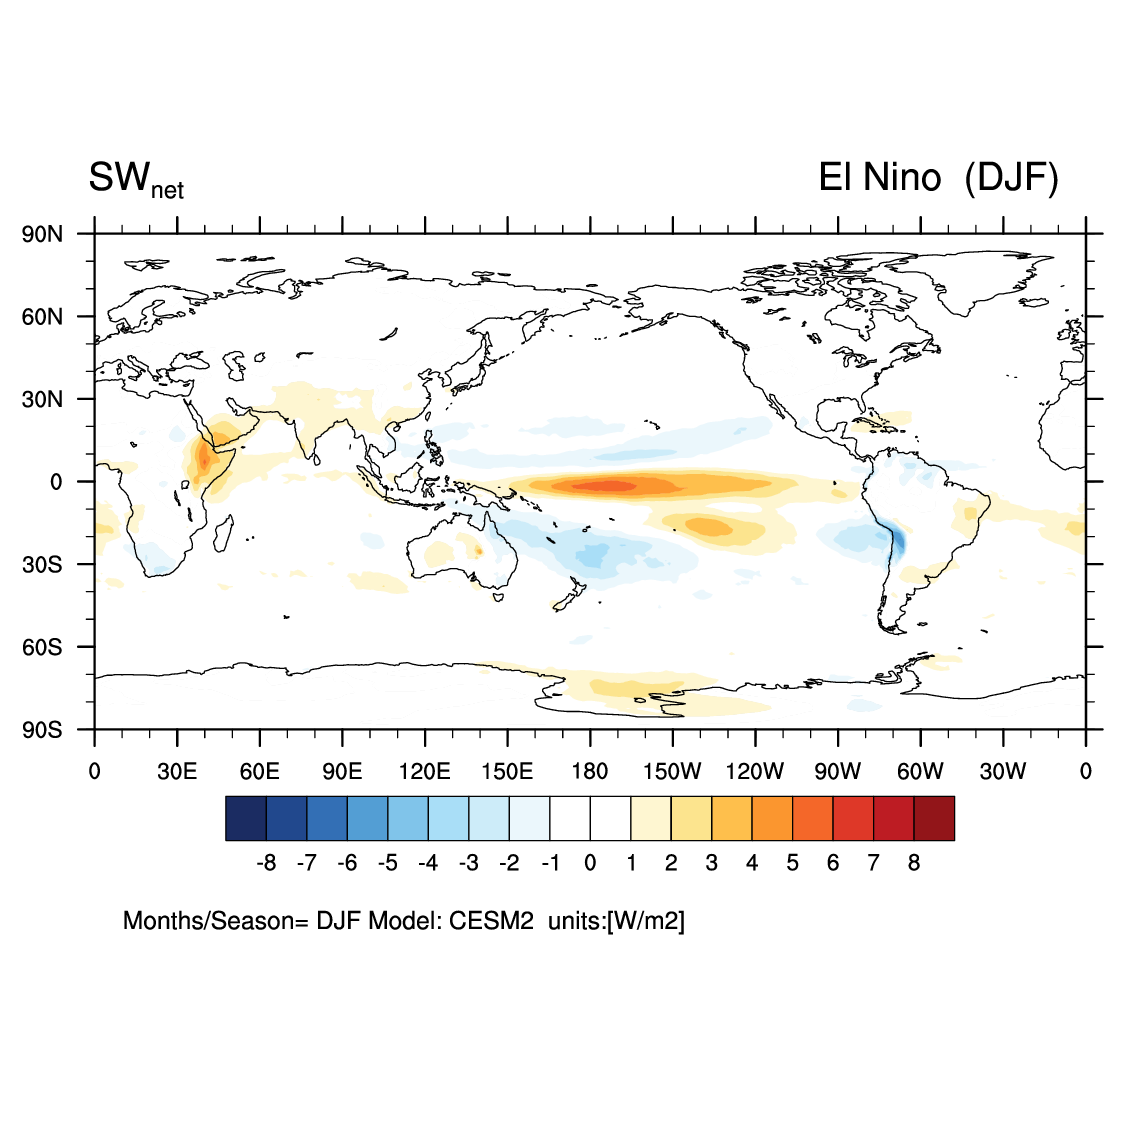 SWnet El Nino (DJF)
90N
60N
30N
0
30S
60S
90S
0 30E 60E 90E 120E 150E 180 150W 120W 90W 60W 30W 0
-8 -7 -6 -5 -4 -3 -2 -1 0 1 2 3 4 5 6 7 8
Months/Season= DJF Model: CESM2 units:[W/m2]